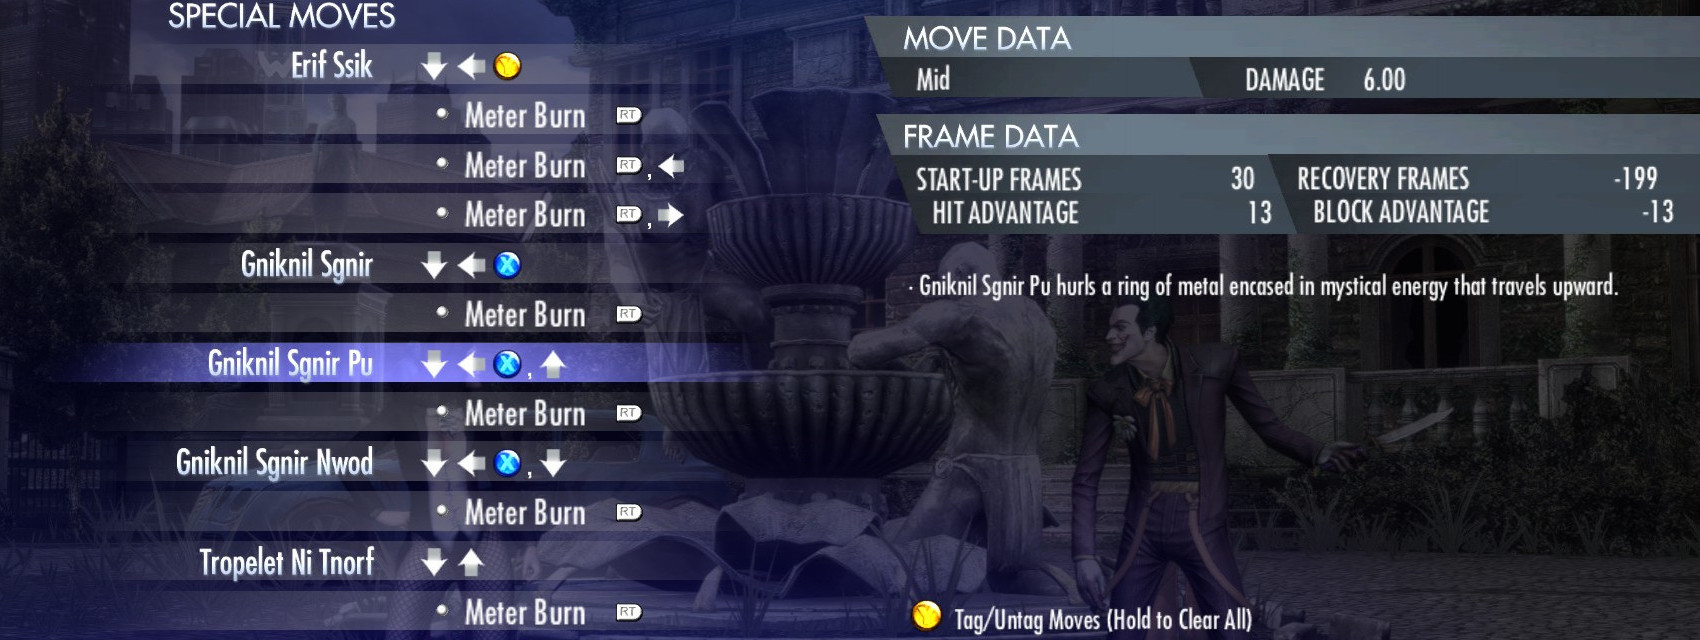 SPECIAL MOVES
Erif Ssik Y
Meter Burn RT
Meter Burn RT,
Meter Burn RT,
Gniknil Sgnir X
Meter Burn RT
Gniknil Sgnir Pu X,
Meter Burn RT
Gniknil Sgnir Nwod X,
Meter Burn RT
Tropelet Ni Tnorf
Meter Burn RT
MOVE DATA
Mid DAMAGE 6.00
FRAME DATA
START-UP FRAMES 30 RECOVERY FRAMES -199
HIT ADVANTAGE 13 BLOCK ADVANTAGE -13
· Gniknil Sgnir Pu hurls a ring of metal encased in mystical energy that travels upward.
Y Tag/Untag Moves (Hold to Clear All)